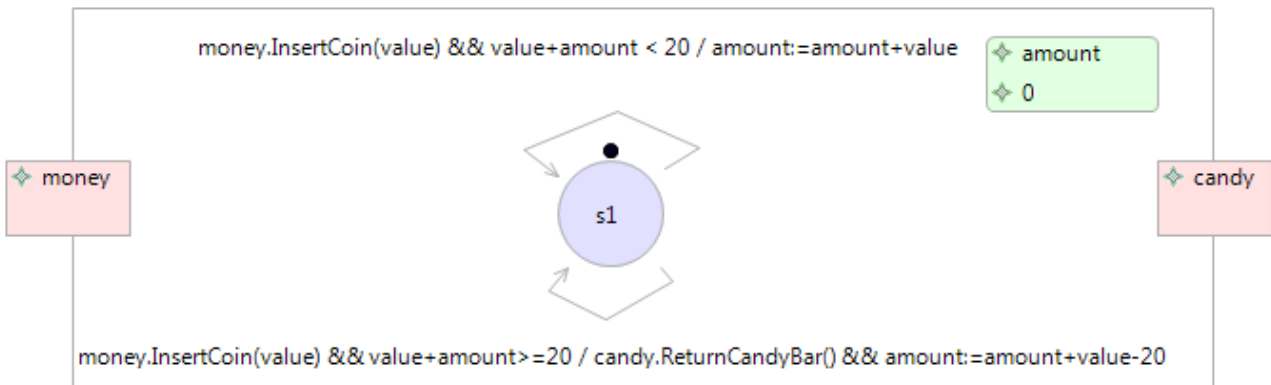 money.InsertCoin(value) && value+amount < 20 / amount:=amount+value
amount
0
money
candy
s1
money.InsertCoin(value) && value+amount>=20 / candy.ReturnCandyBar() && amount:=amount+value-20